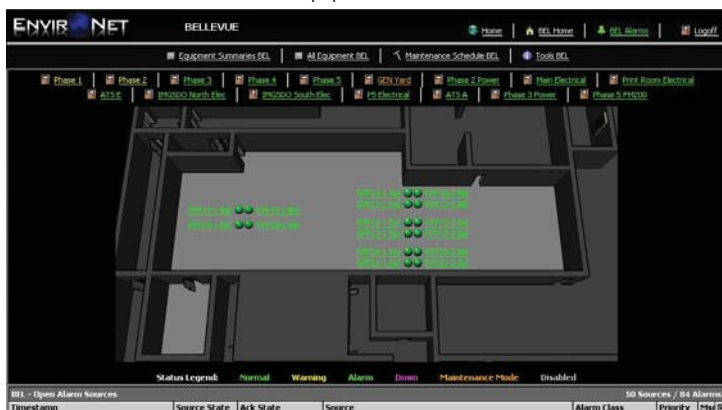 ENVIR NET
BELLEVUE
Home BEL Home BEL Alarms Logoff
Equipment Summaries BEL All Equipment BEL Maintenance Schedule BEL Tools BEL
Phase 1 Phase 2 Phase 3 Phase 4 Phase 5 GEN Yard Phase 2 Power Main Electrical Print Room Electrical
ATS E IMGSDO North Elec IMGSDO South Elec P5 Electrical ATS A Phase 3 Power Phase 5 FM200
Status Legend: Normal Warning Alarm Down Maintenance Mode Disabled
BEL - Open Alarm Sources 50 Sources / 84 Alarms
Timestamp Source State Ack State Source Alarm Class Priority